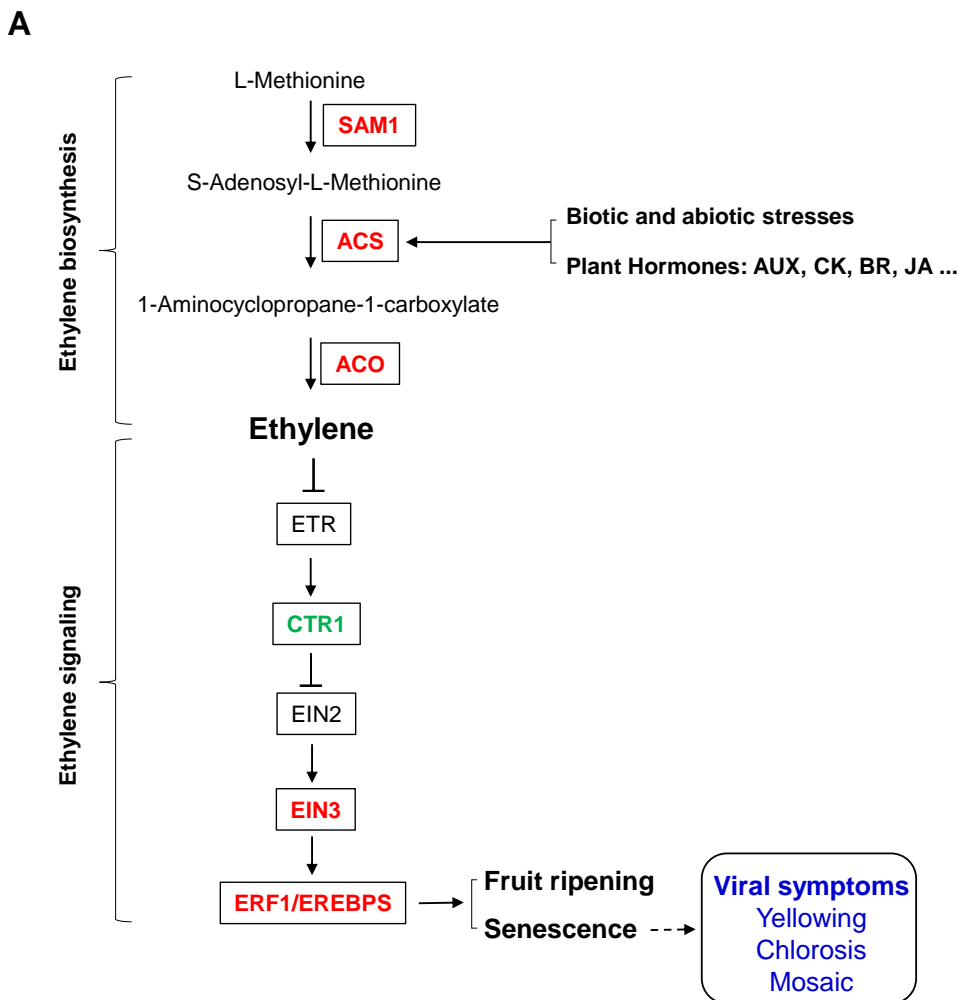 A
L-Methionine
SAM1
S-Adenosyl-L-Methionine
ACS
Biotic and abiotic stresses
Plant Hormones: AUX, CK, BR, JA ...
1-Aminocyclopropane-1-carboxylate
ACO
Ethylene biosynthesis
Ethylene
ETR
CTR1
EIN2
EIN3
ERF1/EREBPS
Ethylene signaling
Fruit ripening
Senescence
Viral symptoms
Yellowing
Chlorosis
Mosaic